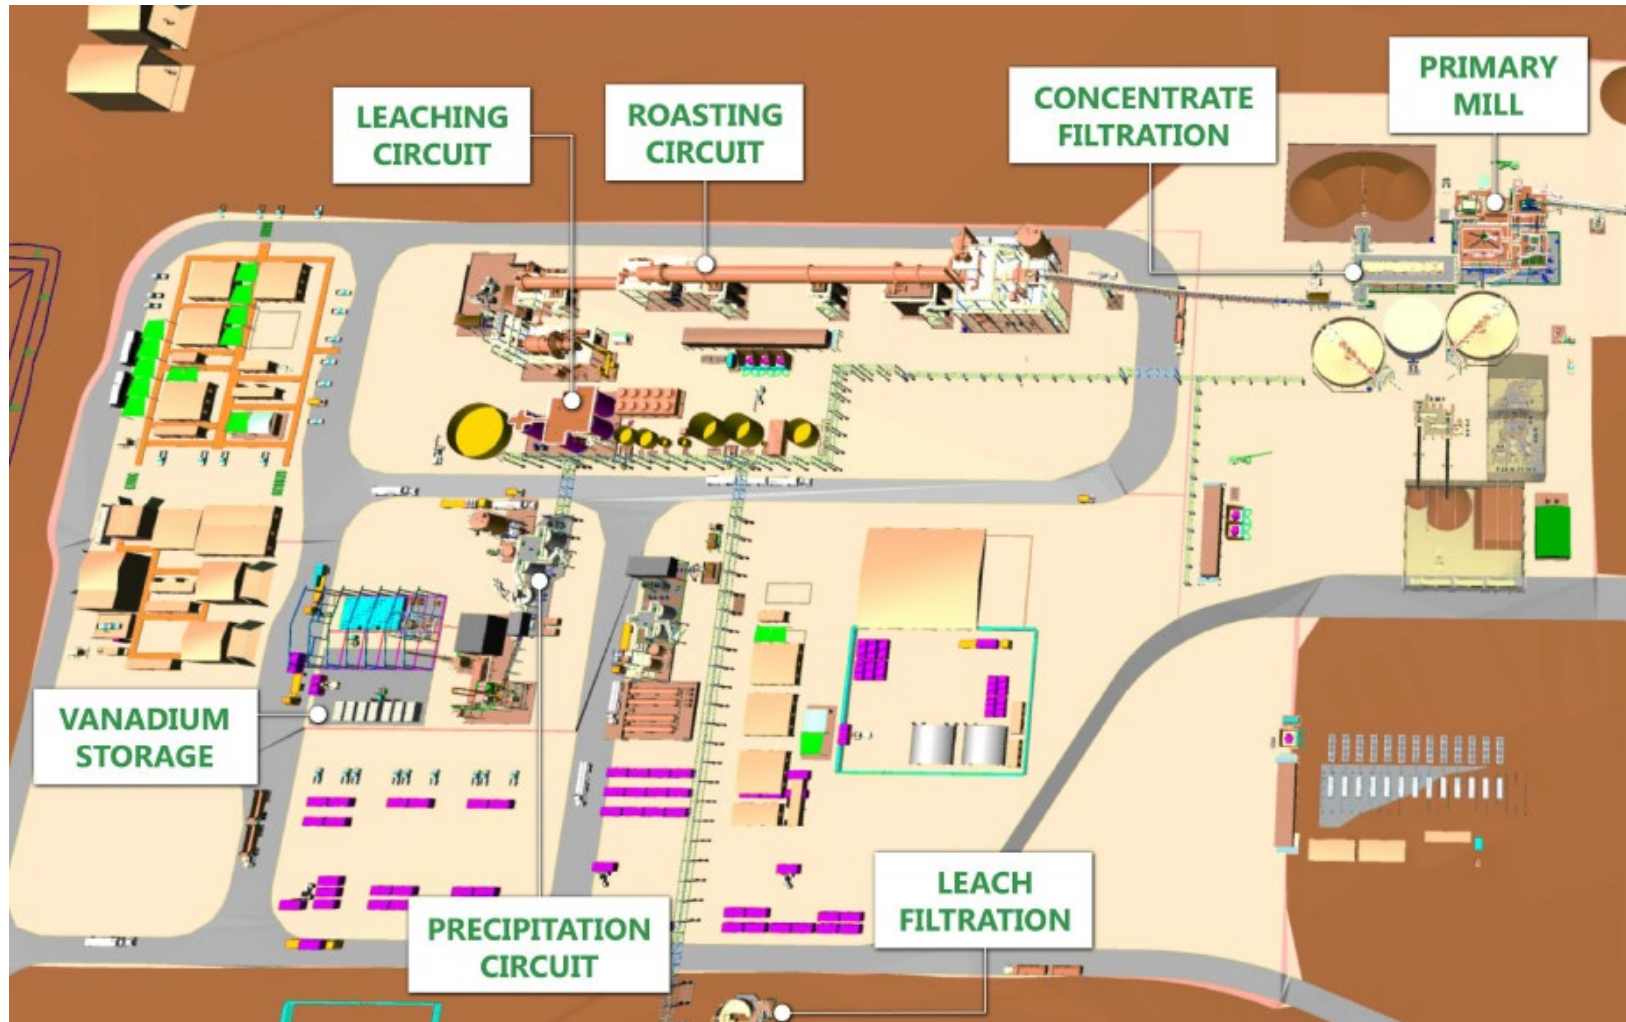 PRIMARY
MILL
CONCENTRATE
FILTRATION
ROASTING
CIRCUIT
LEACHING
CIRCUIT
VANADIUM
STORAGE
PRECIPITATION
CIRCUIT
LEACH
FILTRATION